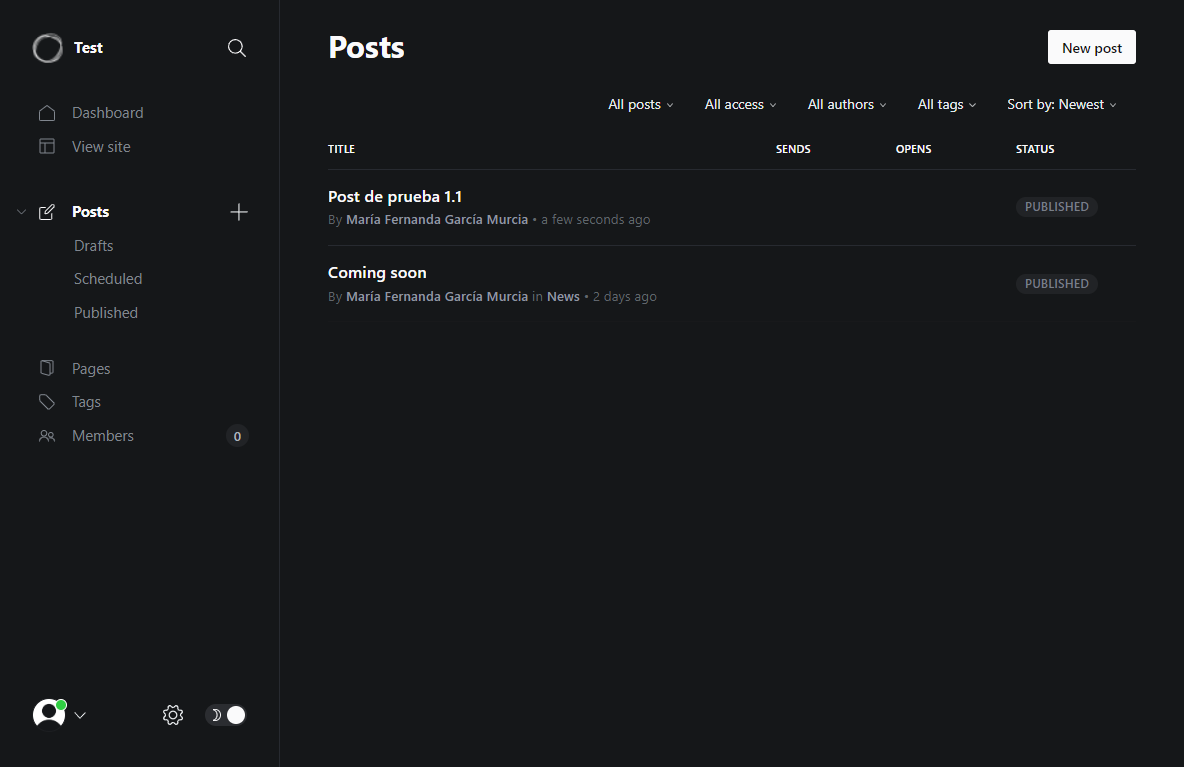 Test
Dashboard
View site
Posts
Drafts
Scheduled
Published
Pages
Tags
Members 0
Posts
New post
All posts All access All authors All tags Sort by: Newest
TITLE SENDS OPENS STATUS
Post de prueba 1.1
By María Fernanda García Murcia • a few seconds ago
PUBLISHED
Coming soon
By María Fernanda García Murcia in News • 2 days ago
PUBLISHED